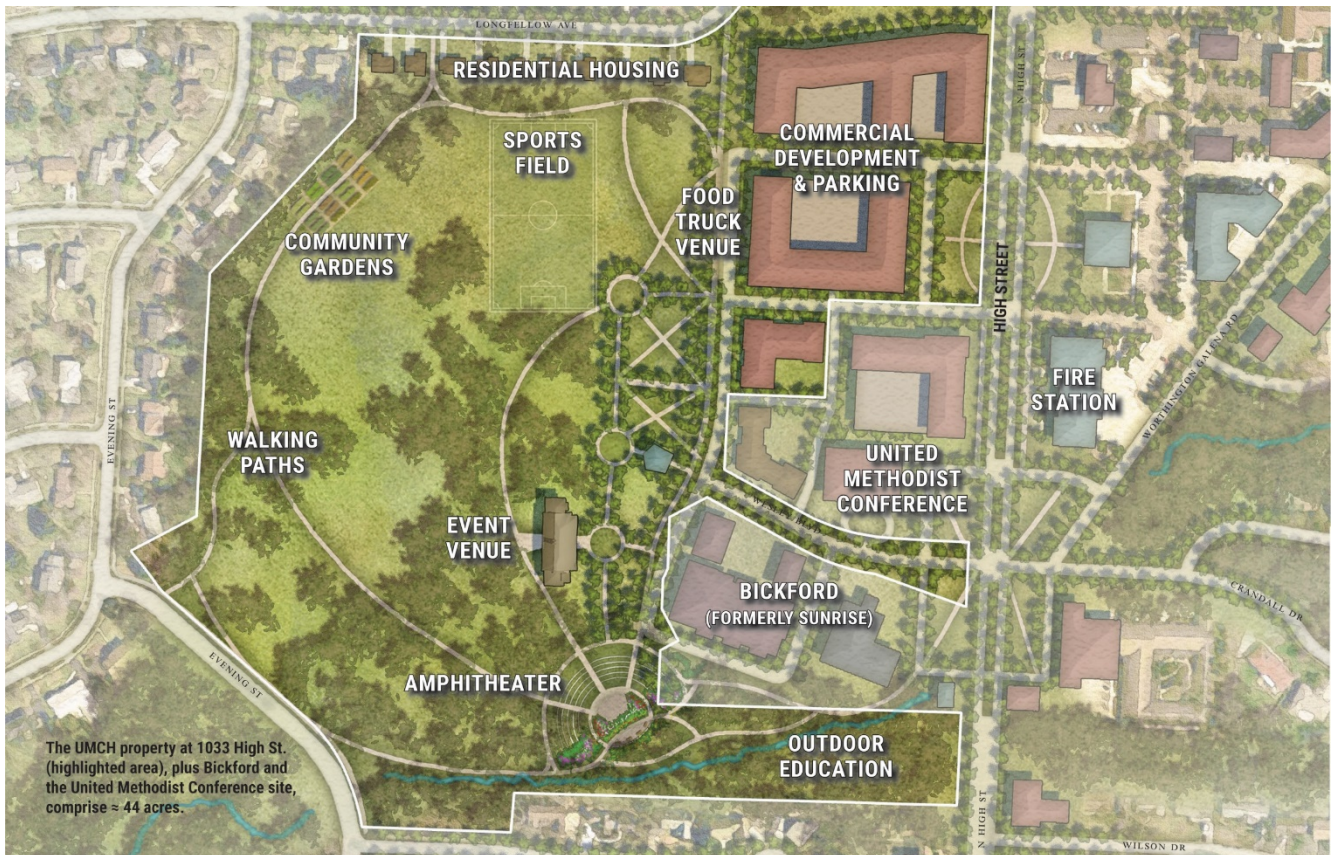 LONGFELLOW AVE
N HIGH ST
RESIDENTIAL HOUSING
SPORTS
FIELD
COMMERCIAL
DEVELOPMENT
& PARKING
FOOD
TRUCK
VENUE
COMMUNITY
GARDENS
HIGH STREET
WORTHINGTON GALENA RD
FIRE
STATION
EVENING ST
WALKING
PATHS
UNITED
METHODIST
CONFERENCE
EVENT
VENUE
BICKFORD
(FORMERLY SUNRISE)
CRANDALL DR
EVENING ST
AMPHITHEATER
OUTDOOR
EDUCATION
The UMCH property at 1033 High St.
(highlighted area), plus Bickford and
the United Methodist Conference site,
comprise ≈ 44 acres.
N HIGH ST
WILSON DR